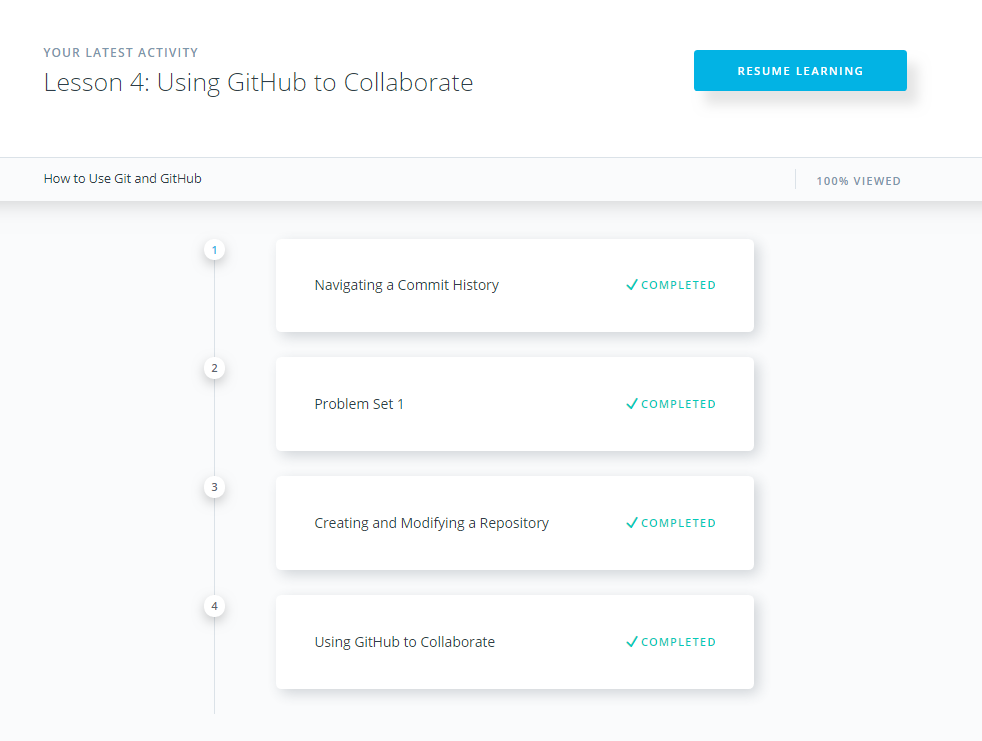 YOUR LATEST ACTIVITY
Lesson 4: Using GitHub to Collaborate
RESUME LEARNING
How to Use Git and GitHub
100% VIEWED
1
Navigating a Commit History
COMPLETED
2
Problem Set 1
COMPLETED
3
Creating and Modifying a Repository
COMPLETED
4
Using GitHub to Collaborate
COMPLETED